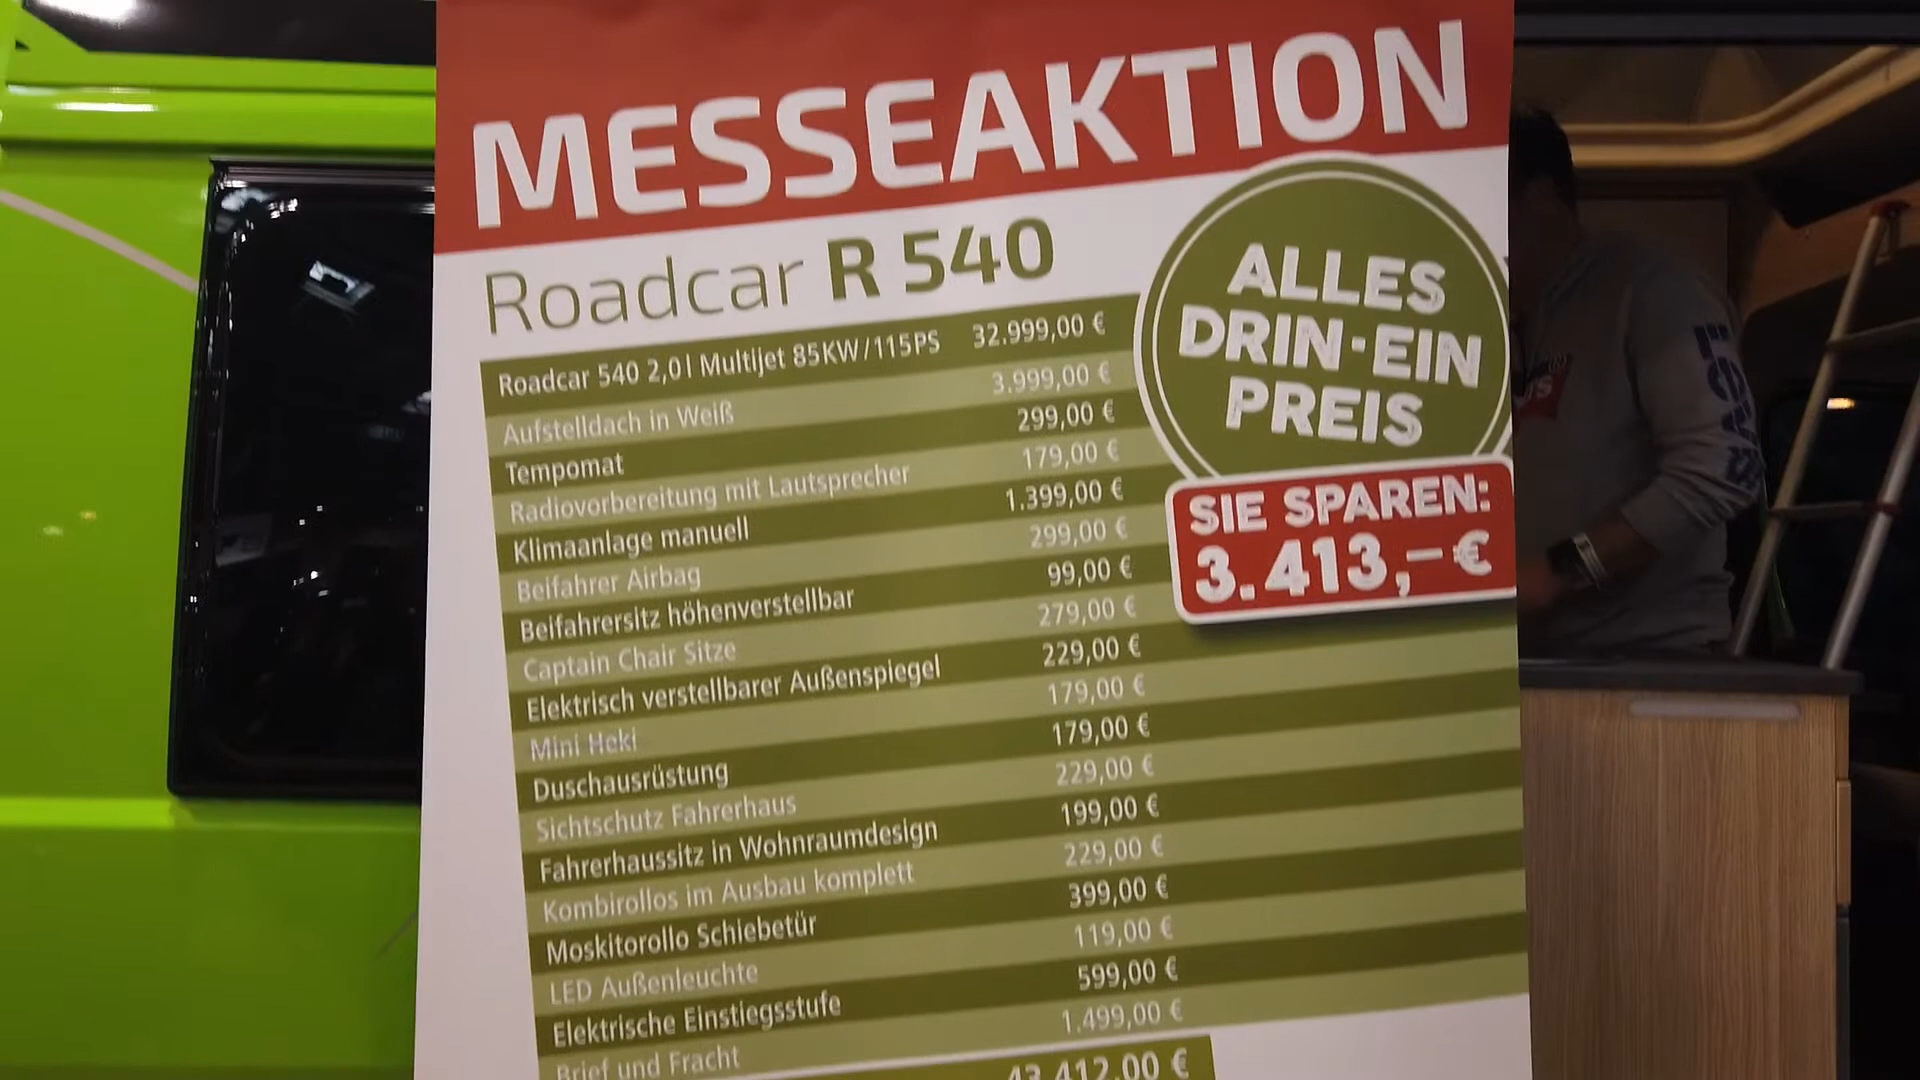 MESSEAKTION
Roadcar R 540
ALLES
DRIN·EIN
PREIS
SIE SPAREN:
3.413,–€
Roadcar 540 2,0l Multijet 85KW/115PS 32.999,00 €
Aufstelldach in Weiß 3.999,00 €
Tempomat 299,00 €
Radiovorbereitung mit Lautsprecher 179,00 €
Klimaanlage manuell 1.399,00 €
Beifahrer Airbag 299,00 €
Beifahrersitz höhenverstellbar 99,00 €
Captain Chair Sitze 279,00 €
Elektrisch verstellbarer Außenspiegel 229,00 €
Mini Heki 179,00 €
Duschausrüstung 179,00 €
Sichtschutz Fahrerhaus 229,00 €
Fahrerhaussitz in Wohnraumdesign 199,00 €
Kombirollos im Ausbau komplett 229,00 €
Moskitorollo Schiebetür 399,00 €
LED Außenleuchte 119,00 €
Elektrische Einstiegsstufe 599,00 €
Brief und Fracht 1.499,00 €
43.412,00 €